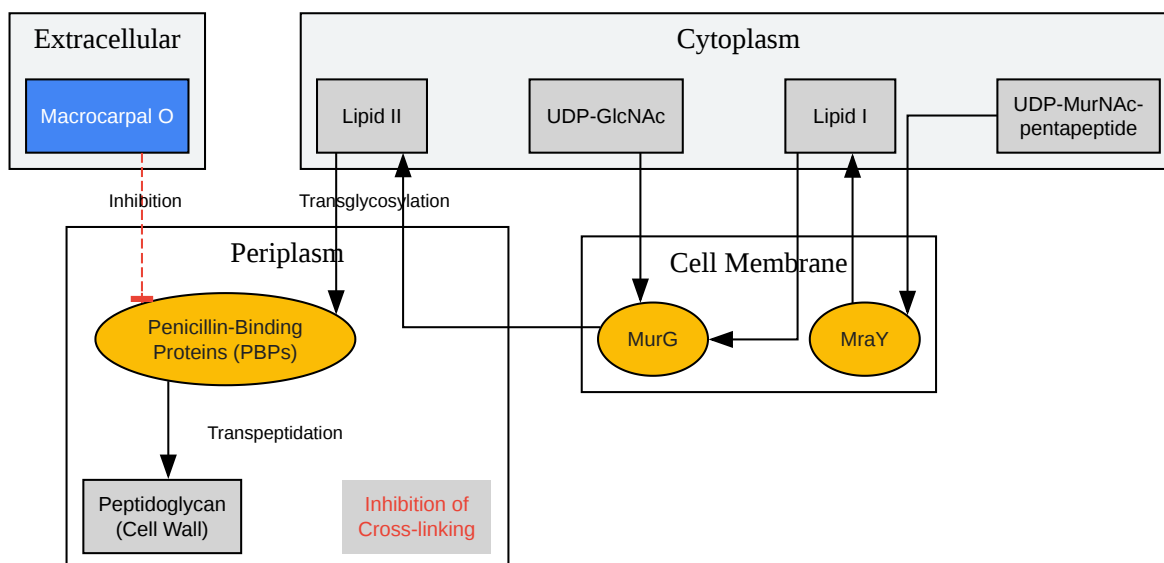 Extracellular
Cytoplasm
Macrocarpal O
Lipid II
UDP-GlcNAc
Lipid I
UDP-MurNAc-
pentapeptide
Inhibition
Transglycosylation
Periplasm
Cell Membrane
Penicillin-Binding
Proteins (PBPs)
MurG
MraY
Transpeptidation
Peptidoglycan
(Cell Wall)
Inhibition of
Cross-linking